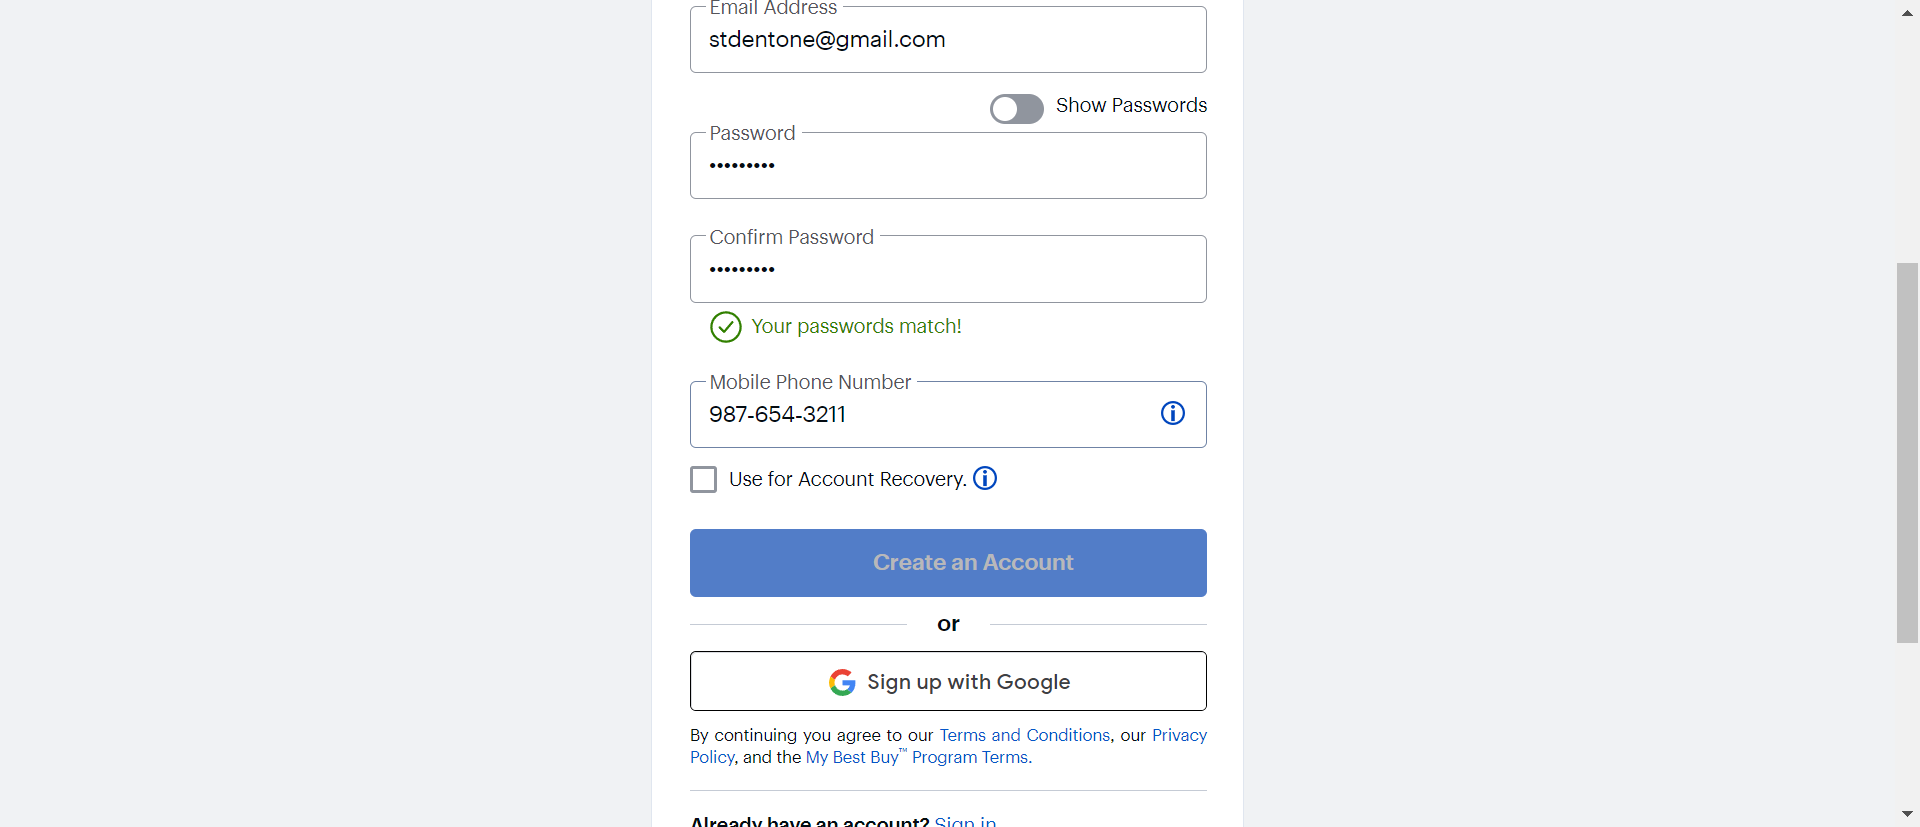 Email Address
stdentone@gmail.com
Show Passwords
Password
•••••••••
Confirm Password
•••••••••
Your passwords match!
Mobile Phone Number
987-654-3211
Use for Account Recovery.
Create an Account
or
Sign up with Google
By continuing you agree to our Terms and Conditions, our Privacy
Policy, and the My Best Buy™ Program Terms.
Already have an account? Sign in